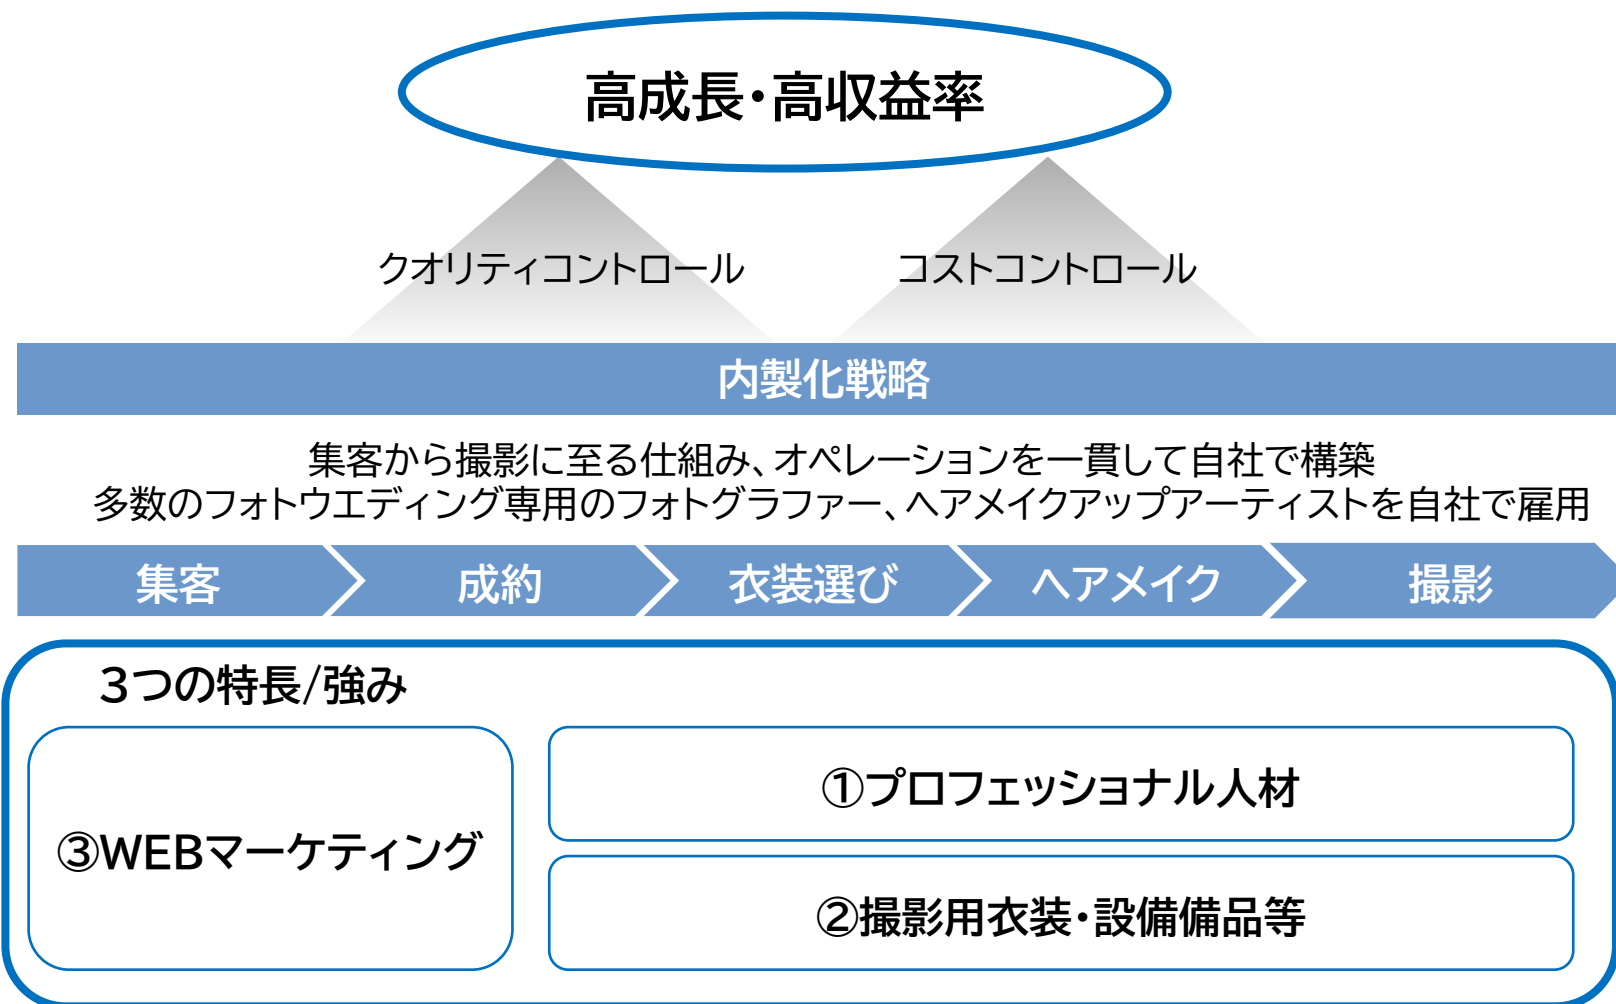 高成長・高収益率
クオリティコントロール
コストコントロール
内製化戦略
集客から撮影に至る仕組み、オペレーションを一貫して自社で構築
多数のフォトウエディング専用のフォトグラファー、ヘアメイクアップアーティストを自社で雇用
集客
成約
衣装選び
ヘアメイク
撮影
3つの特長/強み
③WEBマーケティング
①プロフェッショナル人材
②撮影用衣装・設備備品等